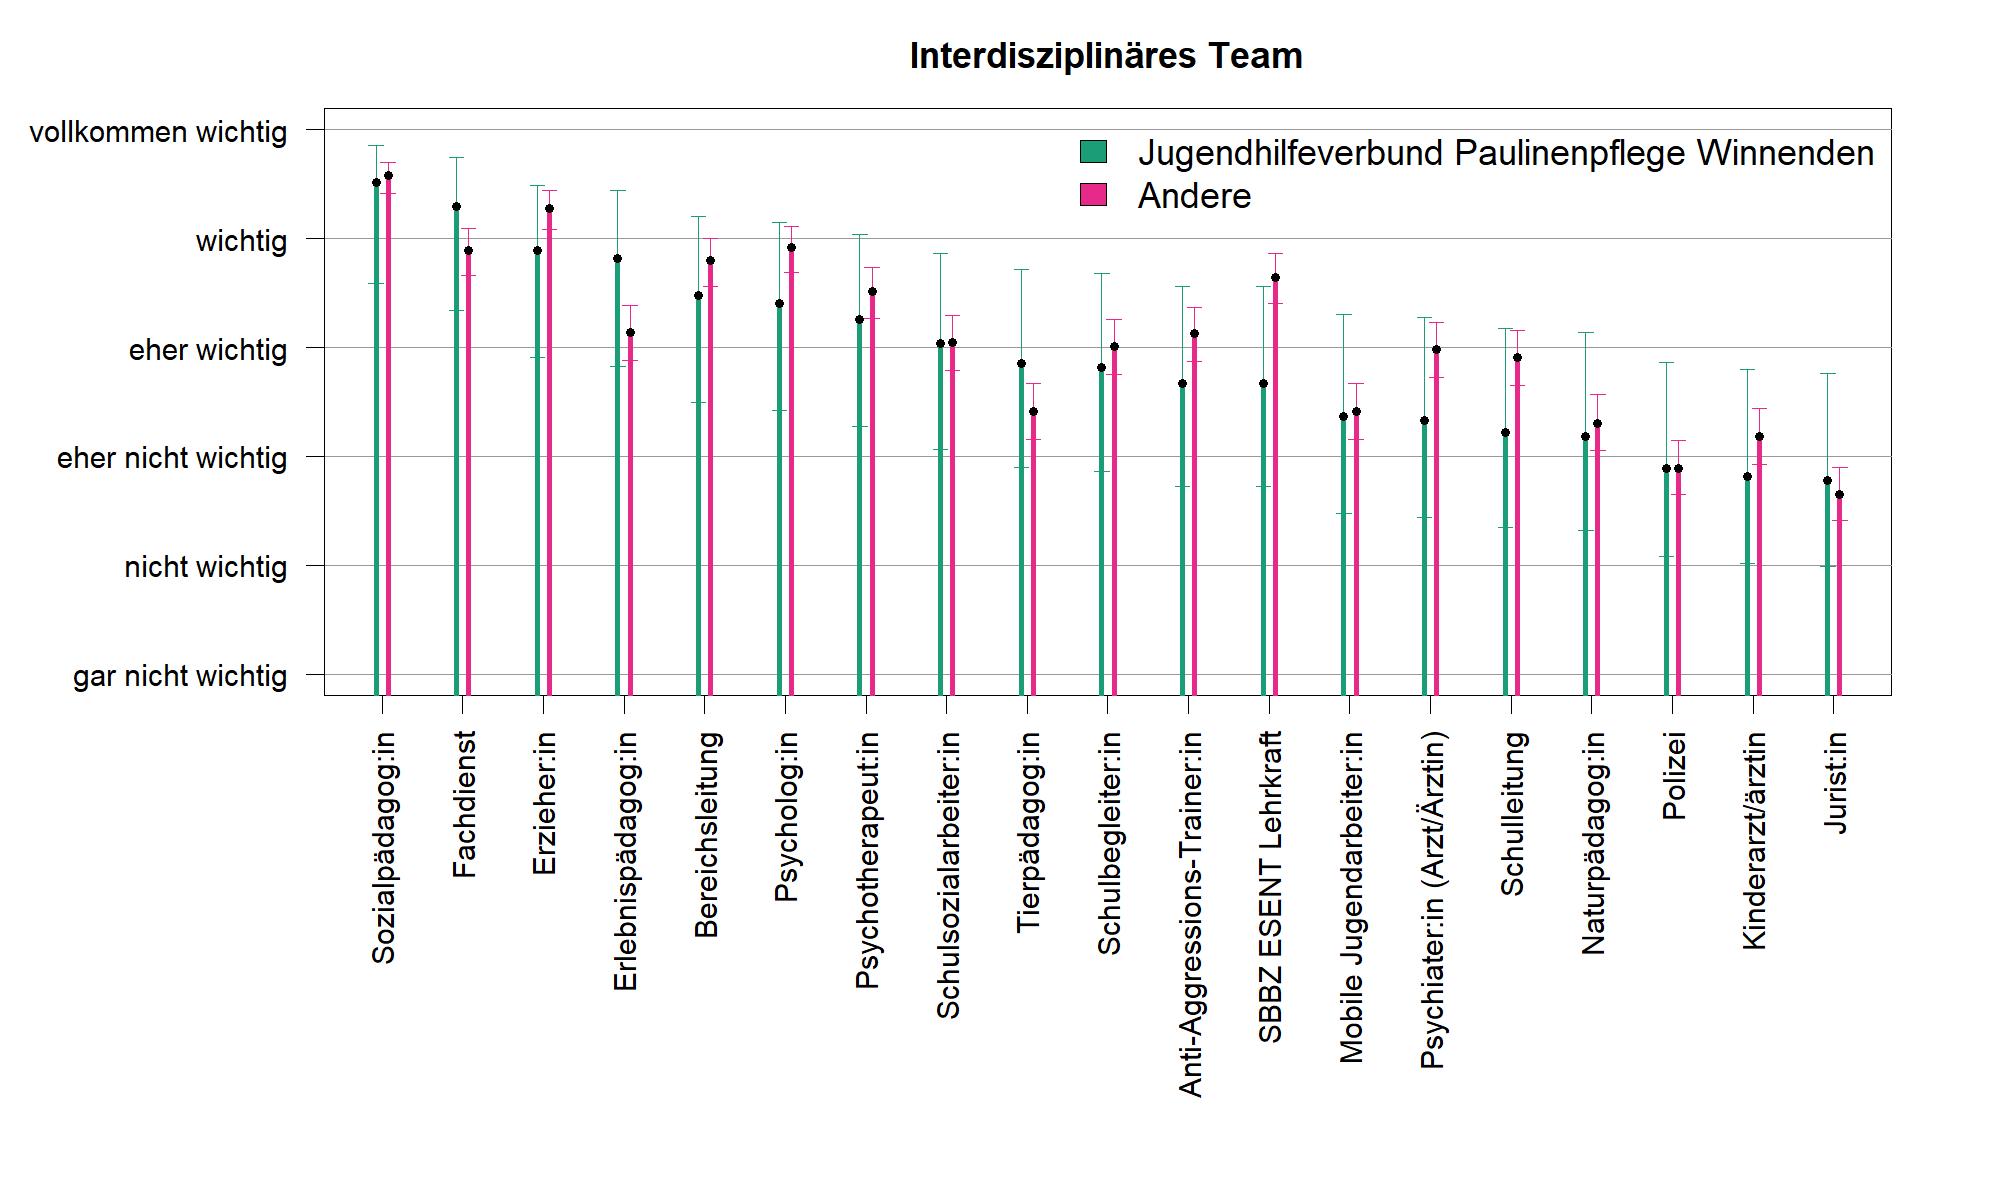 Interdisziplinäres Team
vollkommen wichtig
wichtig
eher wichtig
eher nicht wichtig
nicht wichtig
gar nicht wichtig
Jugendhilfeverbund Paulinenpflege Winnenden
Andere
Sozialpädagog:in
Fachdienst
Erzieher:in
Erlebnispädagog:in
Bereichsleitung
Psycholog:in
Psychotherapeut:in
Schulsozialarbeiter:in
Tierpädagog:in
Schulbegleiter:in
Anti-Aggressions-Trainer:in
SBBZ ESENT Lehrkraft
Mobile Jugendarbeiter:in
Psychiater:in (Arzt/Ärztin)
Schulleitung
Naturpädagog:in
Polizei
Kinderarzt/ärztin
Jurist:in